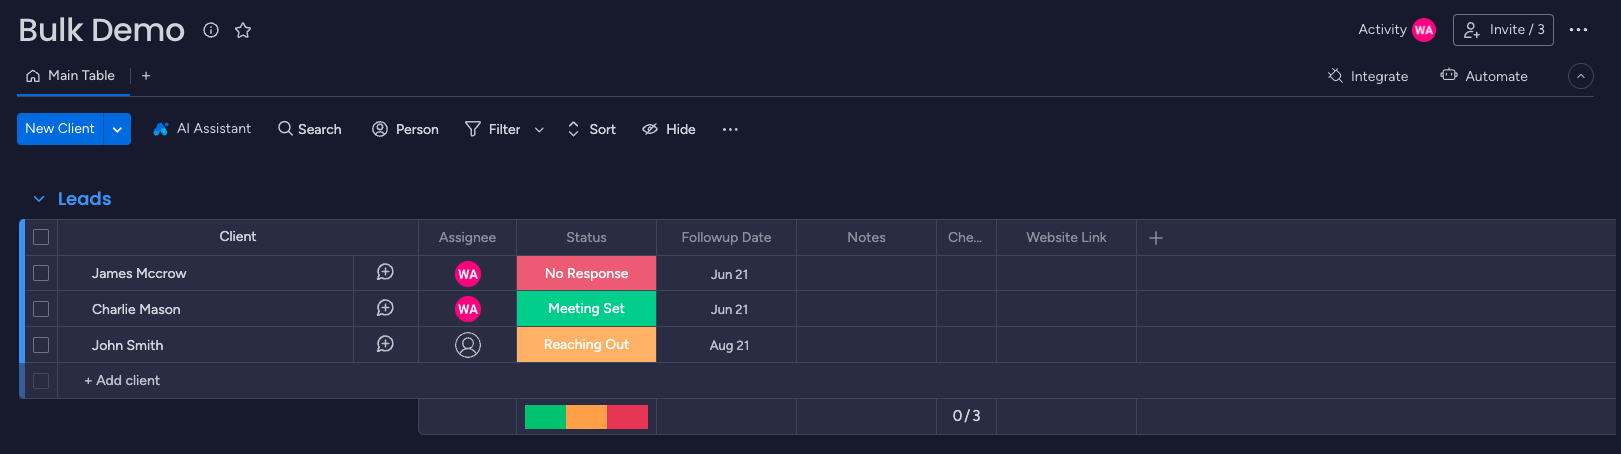 Bulk Demo
Activity WA Invite / 3
Main Table +
Integrate Automate
New Client AI Assistant Search Person Filter Sort Hide
Leads
Client Assignee Status Followup Date Notes Che... Website Link +
James Mccrow WA No Response Jun 21
Charlie Mason WA Meeting Set Jun 21
John Smith Reaching Out Aug 21
+ Add client
0 / 3